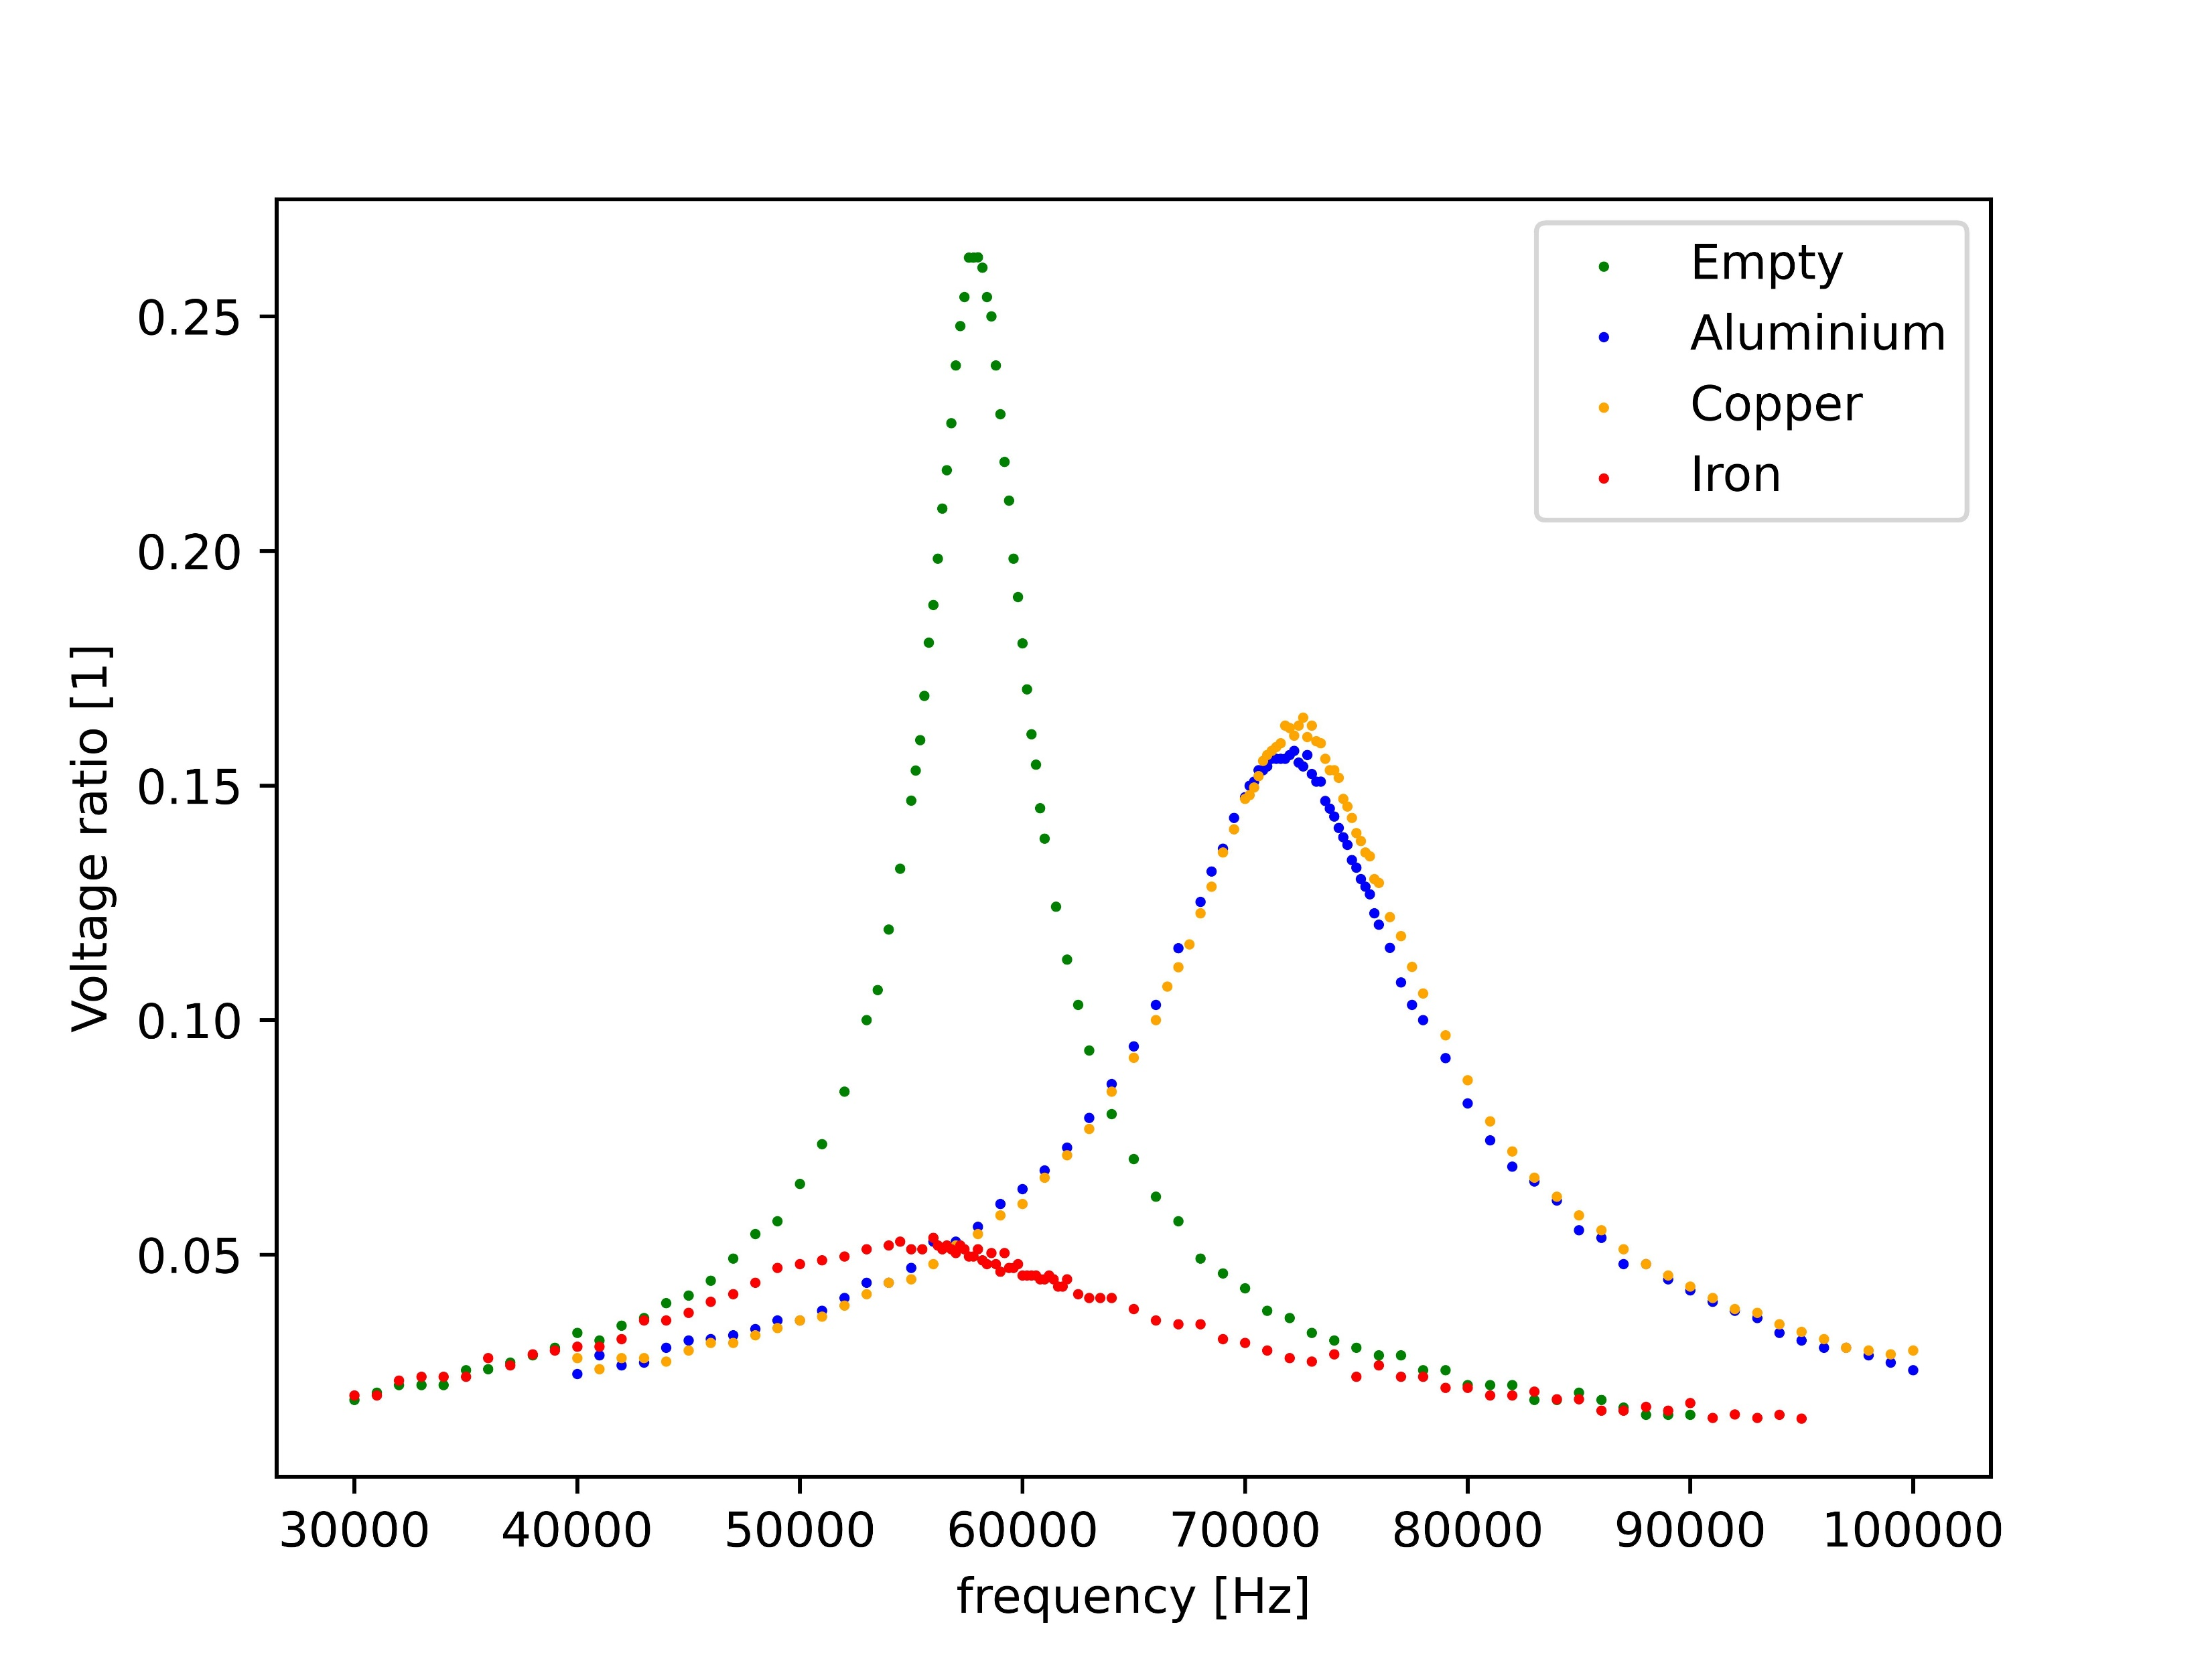 Empty
Aluminium
Copper
Iron
0.25
0.20
0.15
0.10
0.05
Voltage ratio [1]
30000 40000 50000 60000 70000 80000 90000 100000
frequency [Hz]